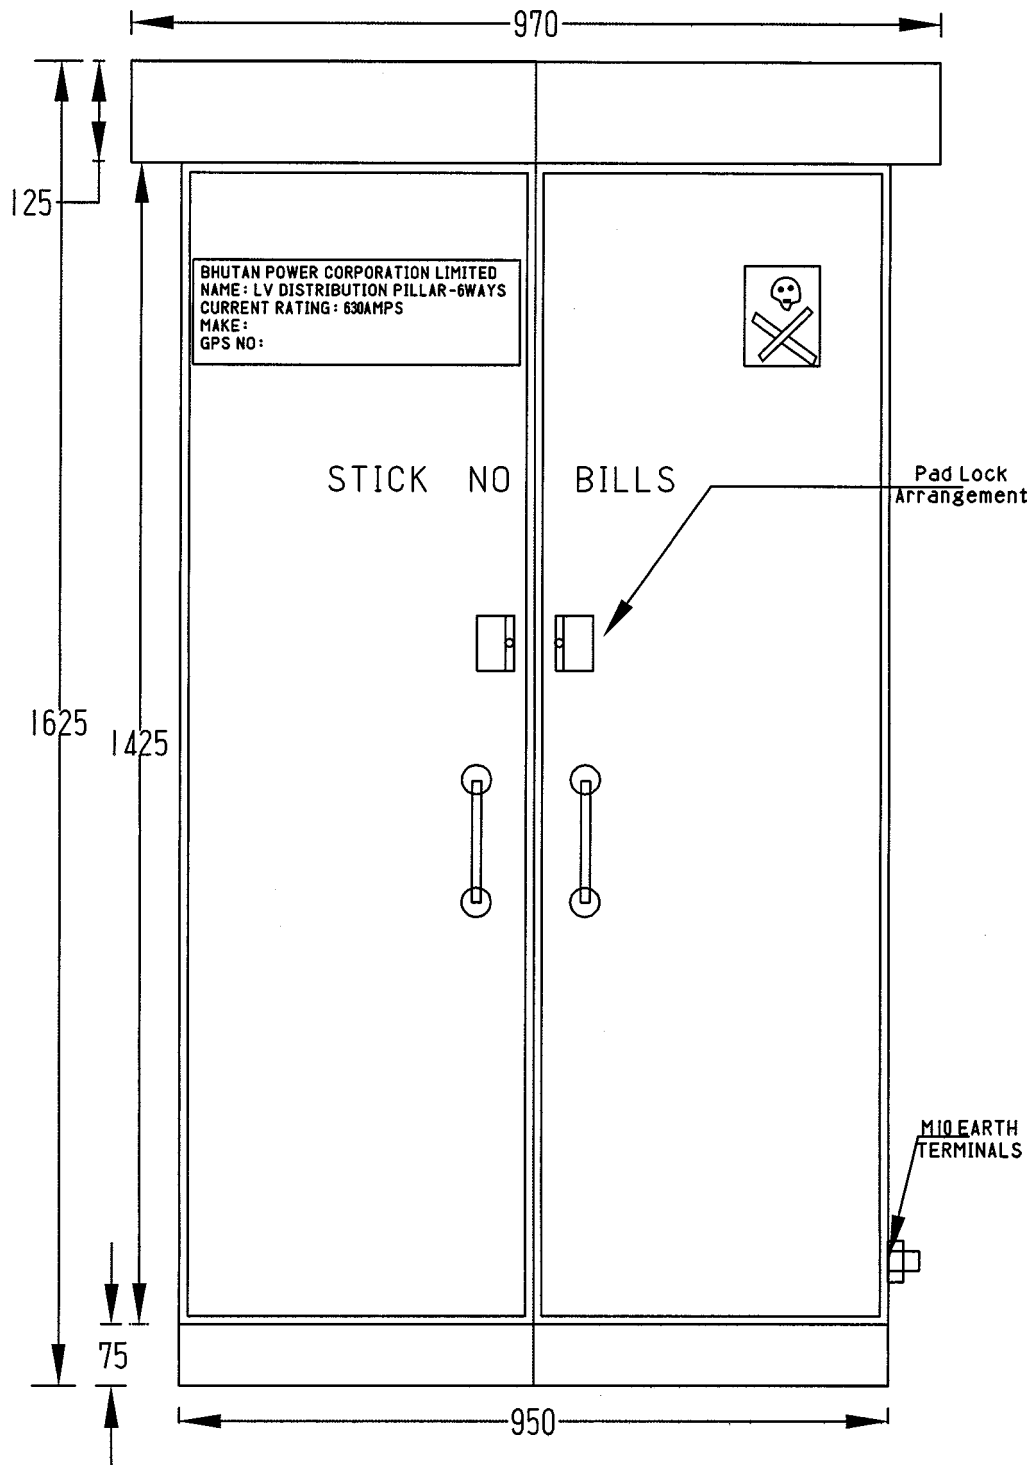 970
125
BHUTAN POWER CORPORATION LIMITED
NAME: LV DISTRIBUTION PILLAR-6WAYS
CURRENT RATING: 630AMPS
MAKE:
GPS NO:
STICK NO BILLS
Pad Lock
Arrangement
1625
1425
M10 EARTH
TERMINALS
75
950